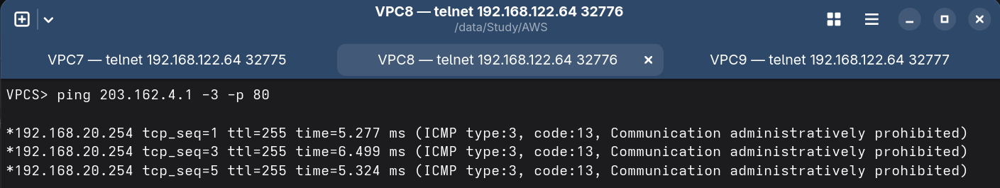 VPC8 — telnet 192.168.122.64 32776
/data/Study/AWS
VPC7 — telnet 192.168.122.64 32775
VPC8 — telnet 192.168.122.64 32776
VPC9 — telnet 192.168.122.64 32777
VPCS> ping 203.162.4.1 -3 -p 80
*192.168.20.254 tcp_seq=1 ttl=255 time=5.277 ms (ICMP type:3, code:13, Communication administratively prohibited)
*192.168.20.254 tcp_seq=3 ttl=255 time=6.499 ms (ICMP type:3, code:13, Communication administratively prohibited)
*192.168.20.254 tcp_seq=5 ttl=255 time=5.324 ms (ICMP type:3, code:13, Communication administratively prohibited)